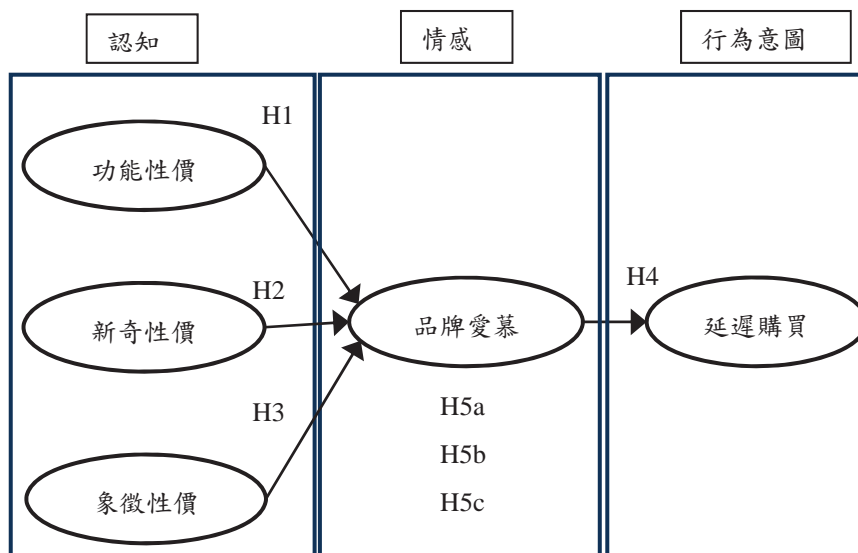 認知
情感
行為意圖
H1
功能性價
H2
新奇性價
H3
象徵性價
品牌愛慕
H5a
H5b
H5c
H4
延遲購買